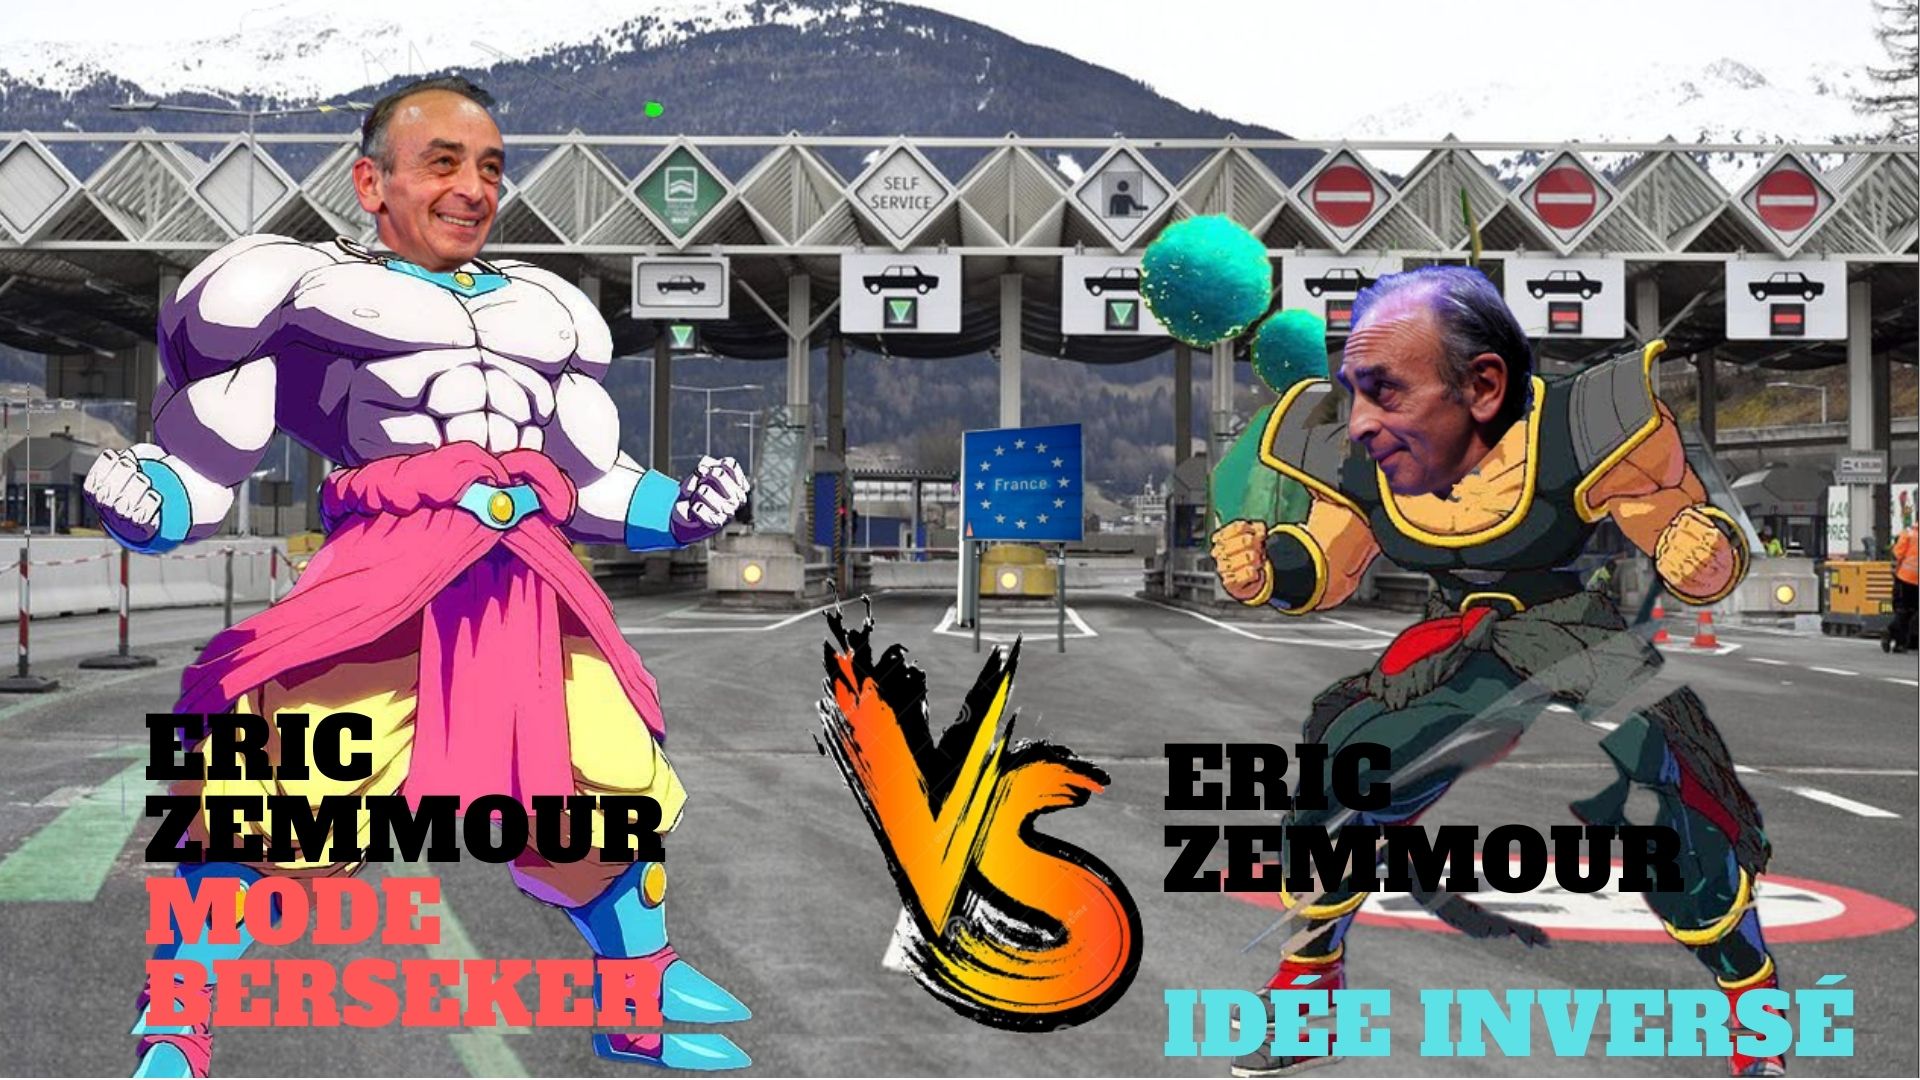 SELF
SERVICE
France
VS
ERIC
ZEMMOUR
MODE
BERSEKER
ERIC
ZEMMOUR
IDÉE INVERSÉ